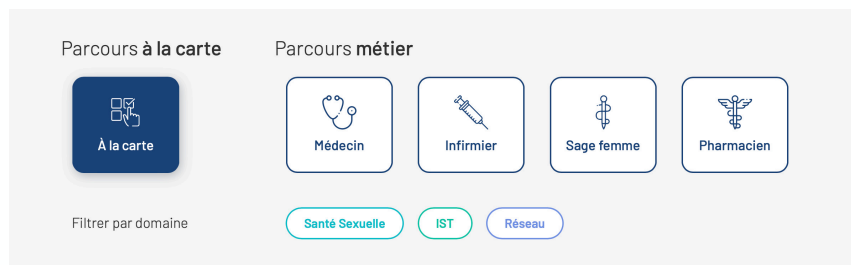 Parcours à la carte
Parcours métier
À la carte
Médecin
Infirmier
Sage femme
Pharmacien
Filtrer par domaine
Santé Sexuelle
IST
Réseau